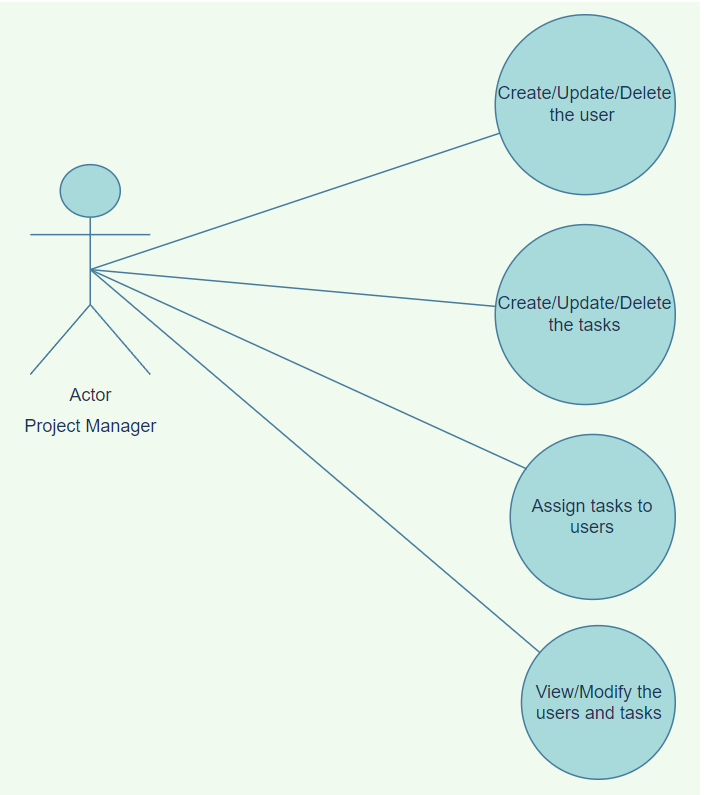 Create/Update/Delete
the user
Create/Update/Delete
the tasks
Actor
Project Manager
Assign tasks to
users
View/Modify the
users and tasks